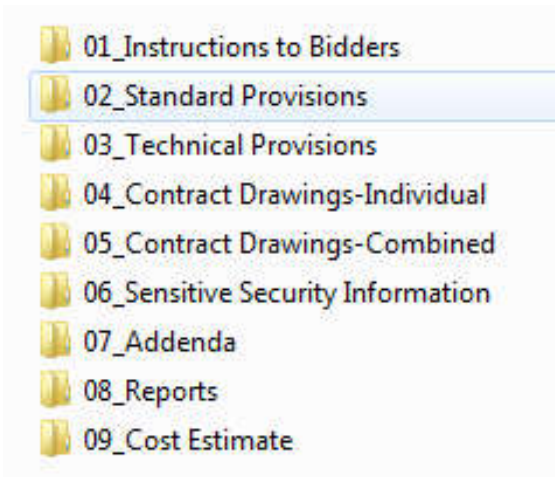 01_Instructions to Bidders
02_Standard Provisions
03_Technical Provisions
04_Contract Drawings-Individual
05_Contract Drawings-Combined
06_Sensitive Security Information
07_Addenda
08_Reports
09_Cost Estimate